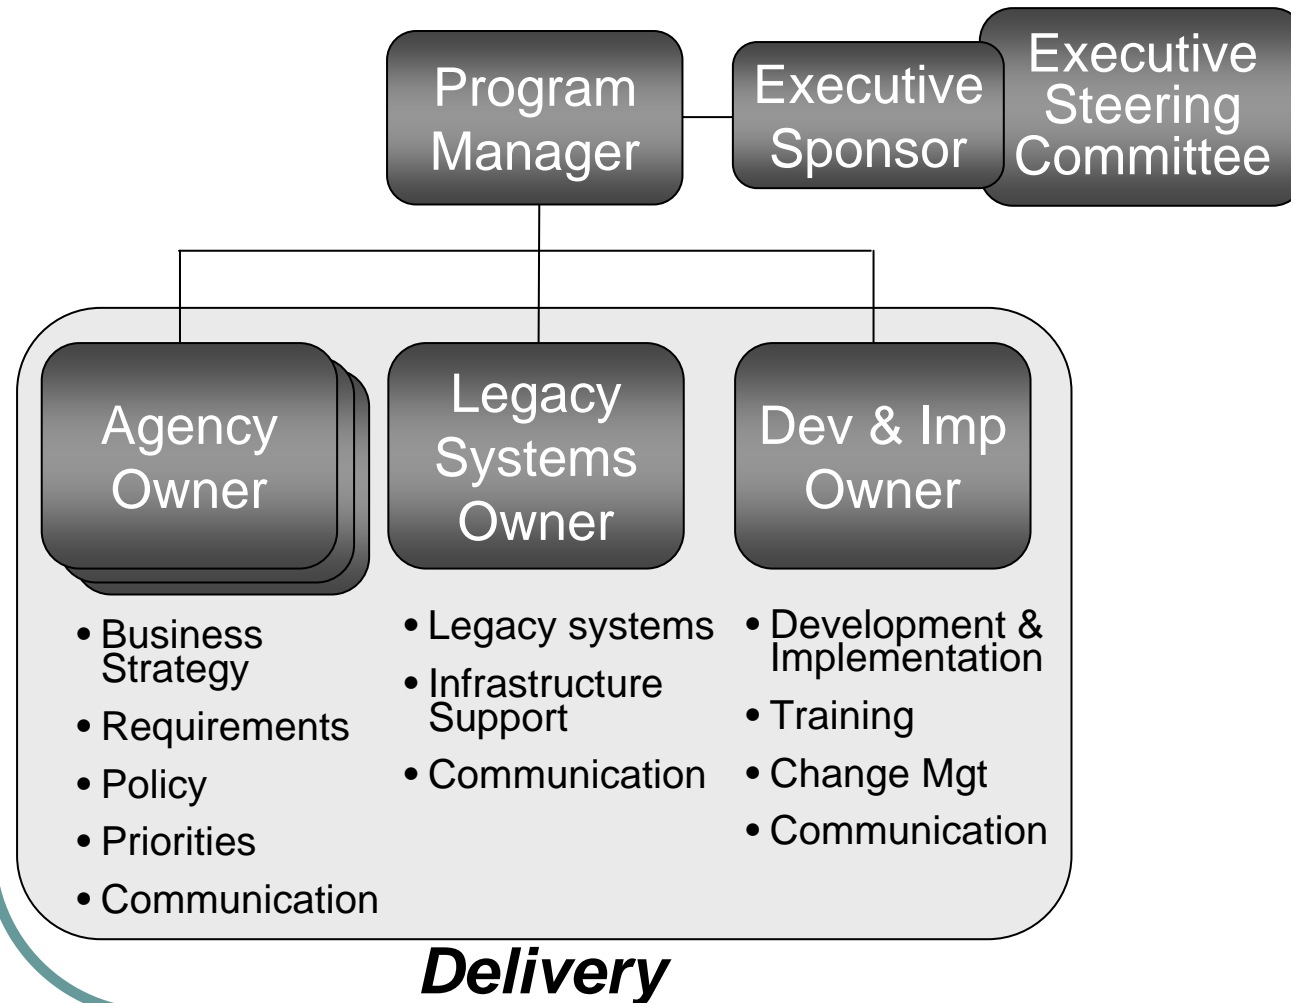 Program
Manager
Executive
Sponsor
Executive
Steering
Committee
Agency
Owner
Legacy
Systems
Owner
Dev & Imp
Owner
• Business
Strategy
• Requirements
• Policy
• Priorities
• Communication
• Legacy systems
• Infrastructure
Support
• Communication
• Development &
Implementation
• Training
• Change Mgt
• Communication
Delivery